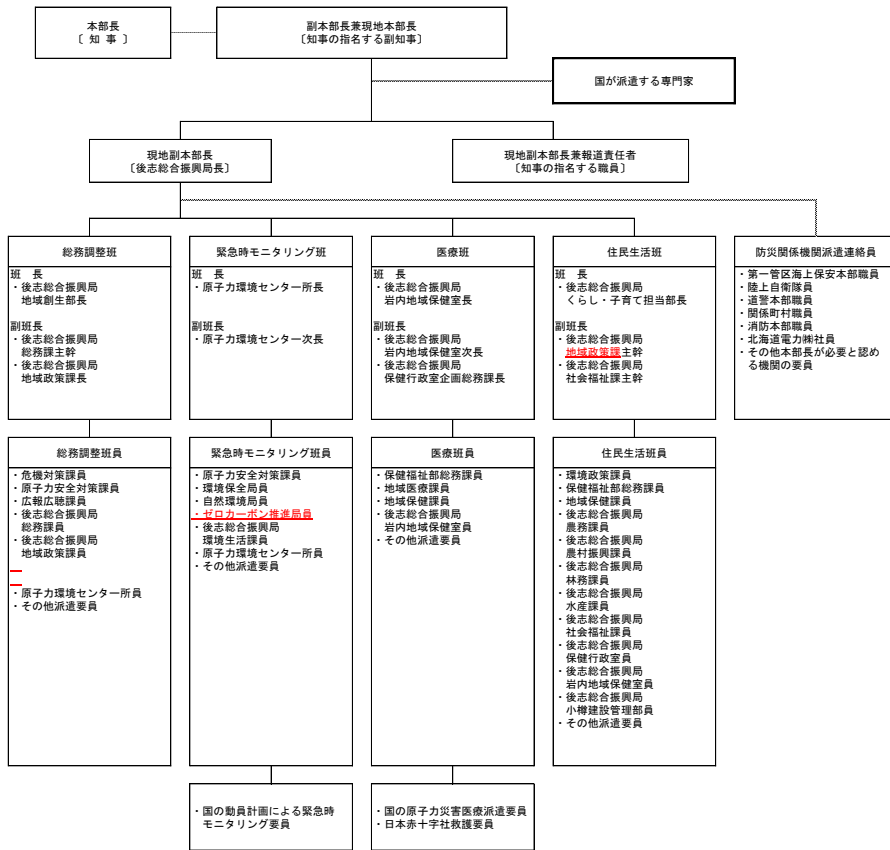 本部長
〔 知 事 〕
副本部長兼現地本部長
〔知事の指名する副知事〕
国が派遣する専門家
現地副本部長
〔後志総合振興局長〕
現地副本部長兼報道責任者
〔知事の指名する職員〕
総務調整班
班 長
・後志総合振興局
地域創生部長
副班長
・後志総合振興局
総務課主幹
・後志総合振興局
地域政策課長
緊急時モニタリング班
班 長
・原子力環境センター所長
副班長
・原子力環境センター次長
医療班
班 長
・後志総合振興局
岩内地域保健室長
副班長
・後志総合振興局
岩内地域保健室次長
・後志総合振興局
保健行政室企画総務課長
住民生活班
班 長
・後志総合振興局
くらし・子育て担当部長
副班長
・後志総合振興局
地域政策課主幹
・後志総合振興局
社会福祉課主幹
防災関係機関派遣連絡員
・第一管区海上保安本部職員
・陸上自衛隊員
・道警本部職員
・関係町村職員
・消防本部職員
・北海道電力㈱社員
・その他本部長が必要と認め
る機関の要員
総務調整班員
・危機対策課員
・原子力安全対策課員
・広報広聴課員
・後志総合振興局
総務課員
・後志総合振興局
地域政策課員
・原子力環境センター所員
・その他派遣要員
緊急時モニタリング班員
・原子力安全対策課員
・環境保全局員
・自然環境局員
・ゼロカーボン推進局員
・後志総合振興局
環境生活課員
・原子力環境センター所員
・その他派遣要員
医療班員
・保健福祉部総務課員
・地域医療課員
・地域保健課員
・後志総合振興局
岩内地域保健室員
・その他派遣要員
住民生活班員
・環境政策課員
・保健福祉部総務課員
・地域保健課員
・後志総合振興局
農務課員
・後志総合振興局
農村振興課員
・後志総合振興局
林務課員
・後志総合振興局
水産課員
・後志総合振興局
社会福祉課員
・後志総合振興局
保健行政室員
・後志総合振興局
岩内地域保健室員
・後志総合振興局
小樽建設管理部員
・その他派遣要員
・国の動員計画による緊急時
モニタリング要員
・国の原子力災害医療派遣要員
・日本赤十字社救護要員